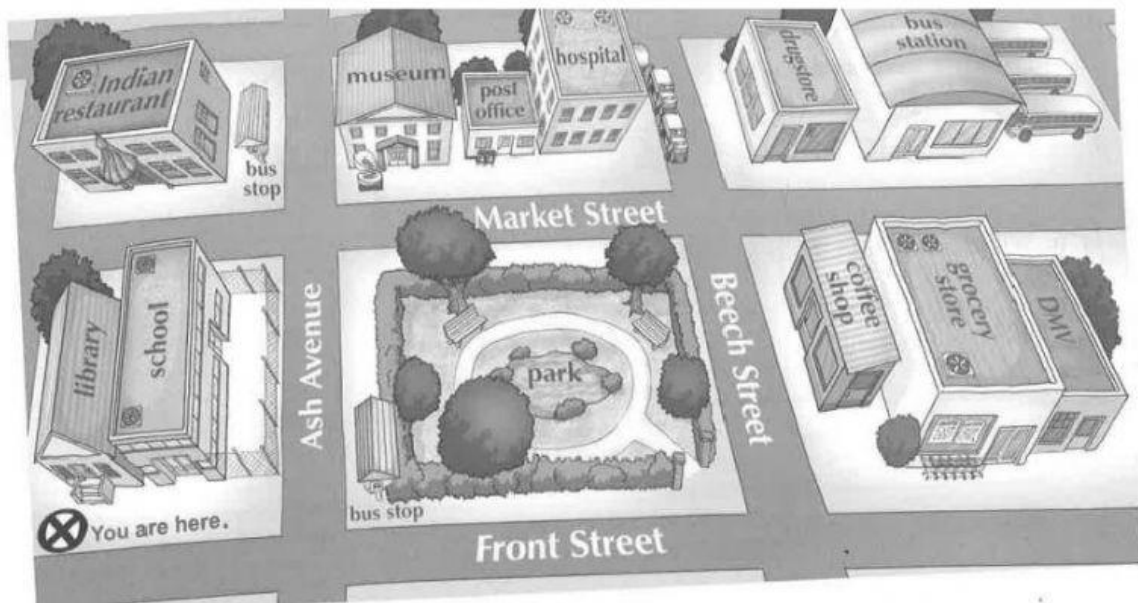 Indian
restaurant
bus
stop
museum
post
office
hospital
drugstore
bus
station
Market Street
library
school
Ash Avenue
park
bus stop
Beech Street
coffee
shop
grocery
store
DMV
You are here.
Front Street